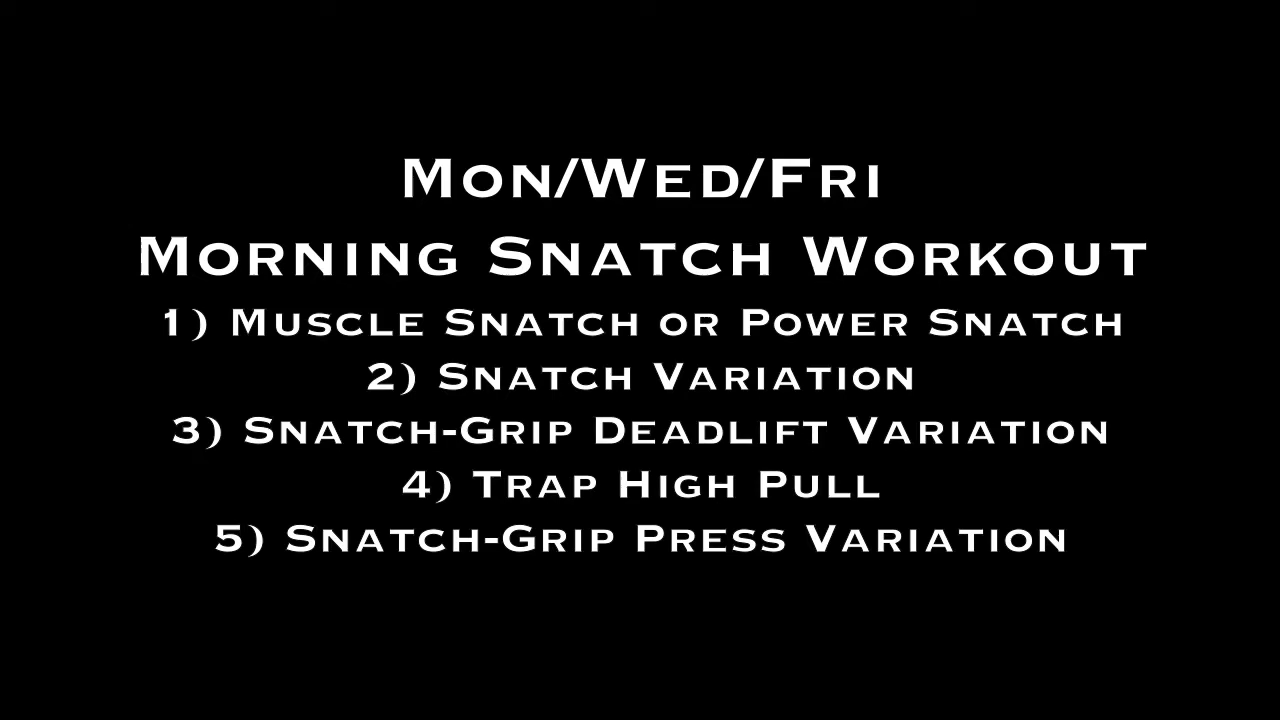 Mon/Wed/Fri
Morning Snatch Workout
1) Muscle Snatch or Power Snatch
2) Snatch Variation
3) Snatch-Grip Deadlift Variation
4) Trap High Pull
5) Snatch-Grip Press Variation